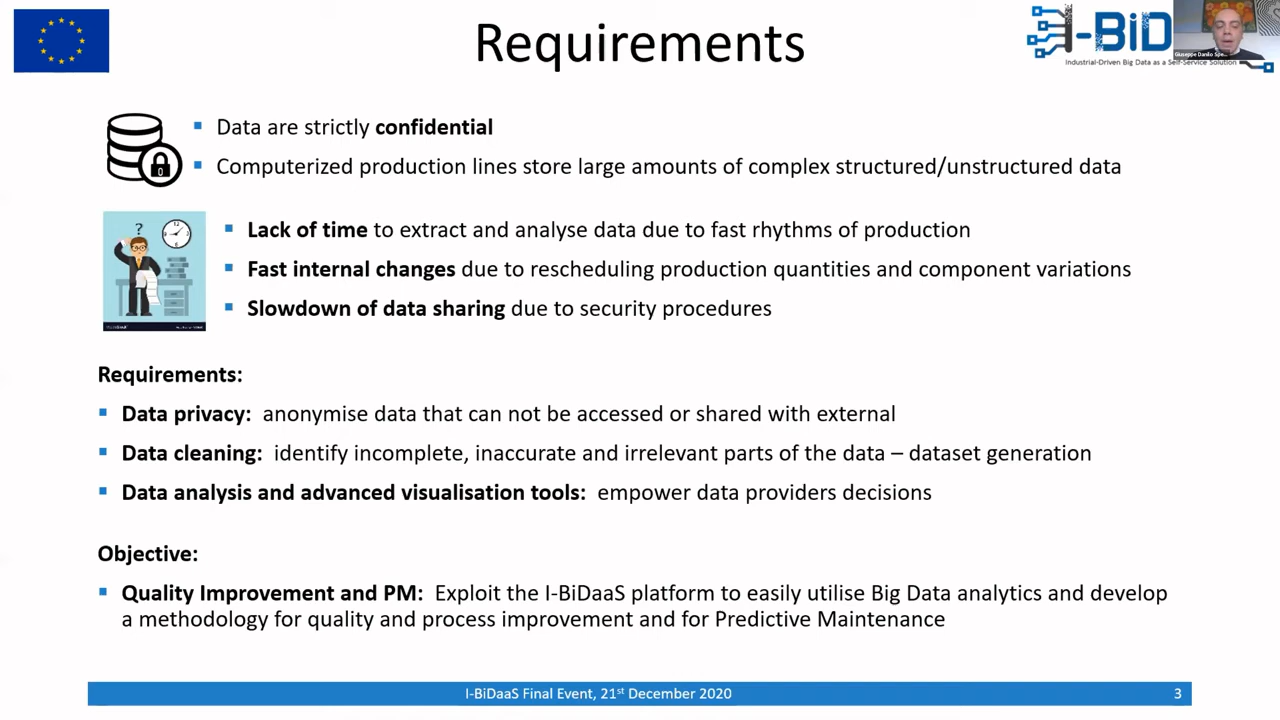 Requirements
I-BiD
Industrial-Driven Big Data as a Self-Service Solution
Giuseppe Danilo Spe...
Data are strictly confidential
Computerized production lines store large amounts of complex structured/unstructured data
?
12
Lack of time to extract and analyse data due to fast rhythms of production
Fast internal changes due to rescheduling production quantities and component variations
Slowdown of data sharing due to security procedures
Requirements:
Data privacy: anonymise data that can not be accessed or shared with external
Data cleaning: identify incomplete, inaccurate and irrelevant parts of the data – dataset generation
Data analysis and advanced visualisation tools: empower data providers decisions
Objective:
Quality Improvement and PM: Exploit the I-BiDaaS platform to easily utilise Big Data analytics and develop
a methodology for quality and process improvement and for Predictive Maintenance
I-BiDaaS Final Event, 21st December 2020
3